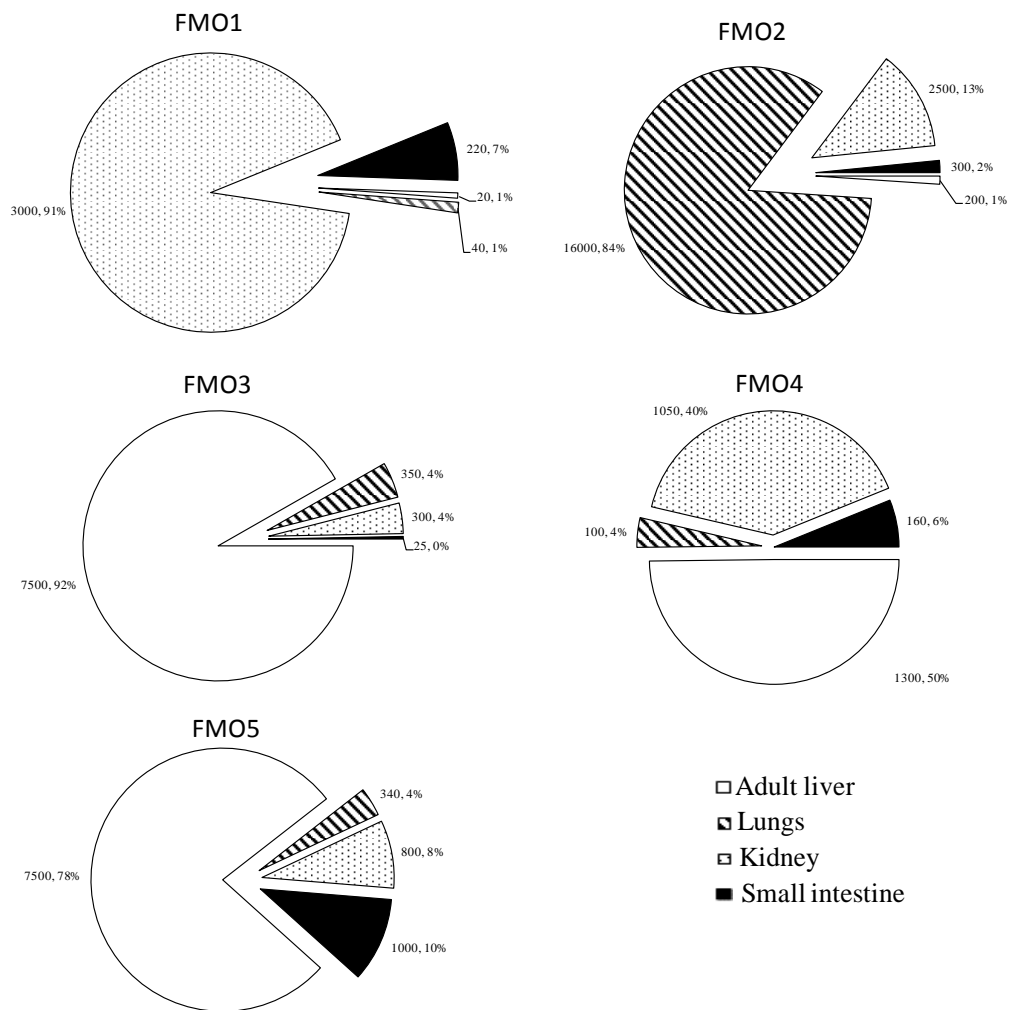 FMO1
220, 7%
20, 1%
3000, 91%
40, 1%
FMO2
2500, 13%
300, 2%
200, 1%
16000, 84%
FMO3
350, 4%
300, 4%
25, 0%
7500, 92%
FMO4
1050, 40%
160, 6%
100, 4%
1300, 50%
FMO5
340, 4%
800, 8%
7500, 78%
1000, 10%
Adult liver
Lungs
Kidney
Small intestine